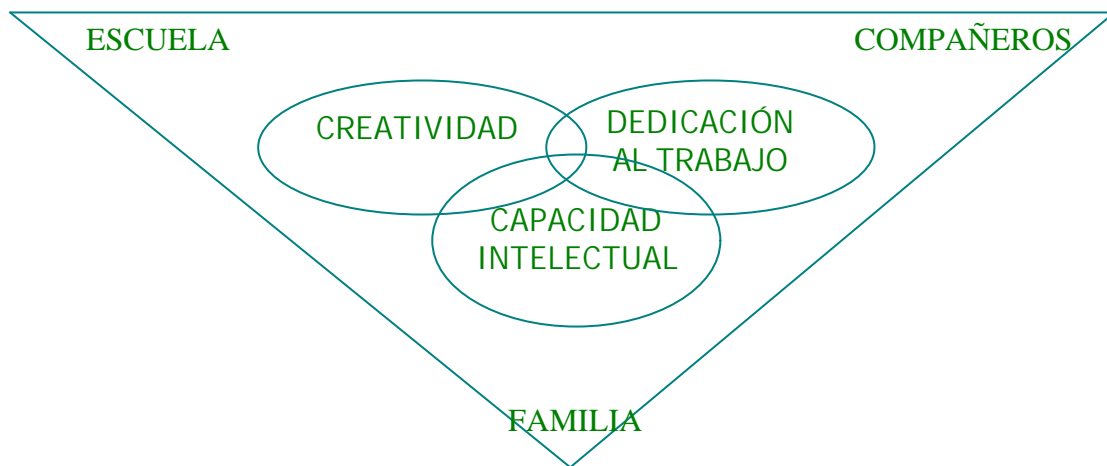 ESCUELA
COMPAÑEROS
CREATIVIDAD
DEDICACIÓN
AL TRABAJO
CAPACIDAD
INTELECTUAL
FAMILIA